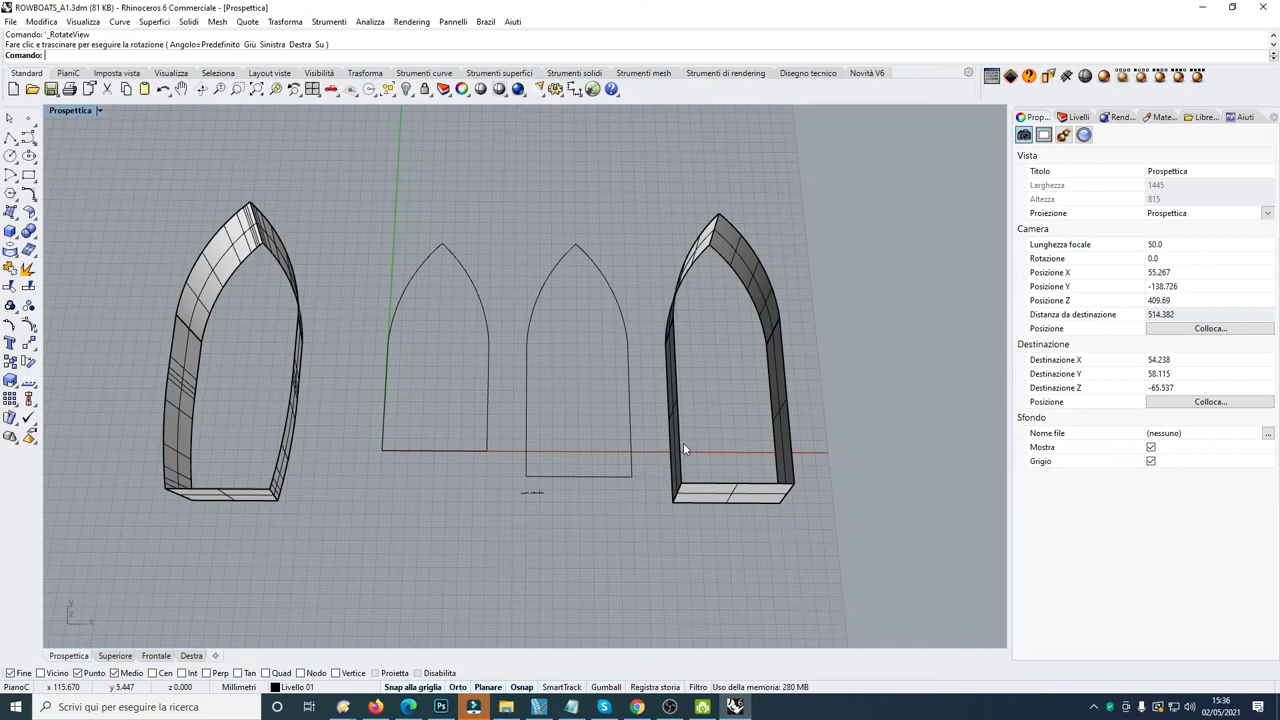 ROWBOATS_A1.3dm (81 KB) - Rhinoceros 6 Commerciale - [Prospettica]
File Modifica Visualizza Curve Superfici Solidi Mesh Quote Trasforma Strumenti Analizza Rendering Pannelli Brazil Aiuti
Comando: '_RotateView
Fare clic e trascinare per eseguire la rotazione ( Angolo=Predefinito Giù Sinistra Destra Su )
Comando:
Standard PianiC Imposta vista Visualizza Selezione Layout viste Visibilità Trasforma Strumenti curve Strumenti superfici Strumenti solidi Strumenti mesh Strumenti di rendering Disegno tecnico Novità V6
Prospettica
Prop... Livelli Rend... Mate... Libre... Aiuti
Vista
Titolo Prospettica
Larghezza 1445
Altezza 815
Proiezione Prospettica
Camera
Lunghezza focale 50.0
Rotazione 0.0
Posizione X 55.267
Posizione Y -138.726
Posizione Z 409.69
Distanza da destinazione 514.382
Posizione Colloca...
Destinazione
Destinazione X 54.238
Destinazione Y 58.115
Destinazione Z -65.537
Posizione Colloca...
Sfondo
Nome file (nessuno) ...
Mostra
Grigio
y
z
x
Prospettica Superiore Frontale Destra
Fine Vicino Punto Medio Cen Int Perp Tan Quad Nodo Vertice Proietta Disabilita
PianoC x 115.670 y 5.447 z 0.000 Millimetri Livello 01 Snap alla griglia Orto Planare Osnap SmartTrack Gumball Registra storia Filtro Uso della memoria: 280 MB
Scrivi qui per eseguire la ricerca
15:36
02/05/2021